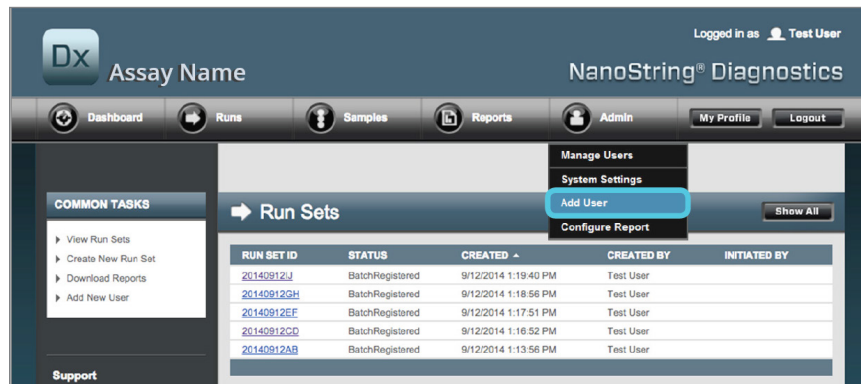 Logged in as Test User
Dx Assay Name
NanoString® Diagnostics
Dashboard Runs Samples Reports Admin My Profile Logout
Manage Users
System Settings
Add User
Configure Report
COMMON TASKS
View Run Sets
Create New Run Set
Download Reports
Add New User
Support
Run Sets Show All
RUN SET ID STATUS CREATED CREATED BY INITIATED BY
20140912IJ BatchRegistered 9/12/2014 1:19:40 PM Test User
20140912GH BatchRegistered 9/12/2014 1:18:56 PM Test User
20140912EF BatchRegistered 9/12/2014 1:17:51 PM Test User
20140912CD BatchRegistered 9/12/2014 1:16:52 PM Test User
20140912AB BatchRegistered 9/12/2014 1:13:56 PM Test User